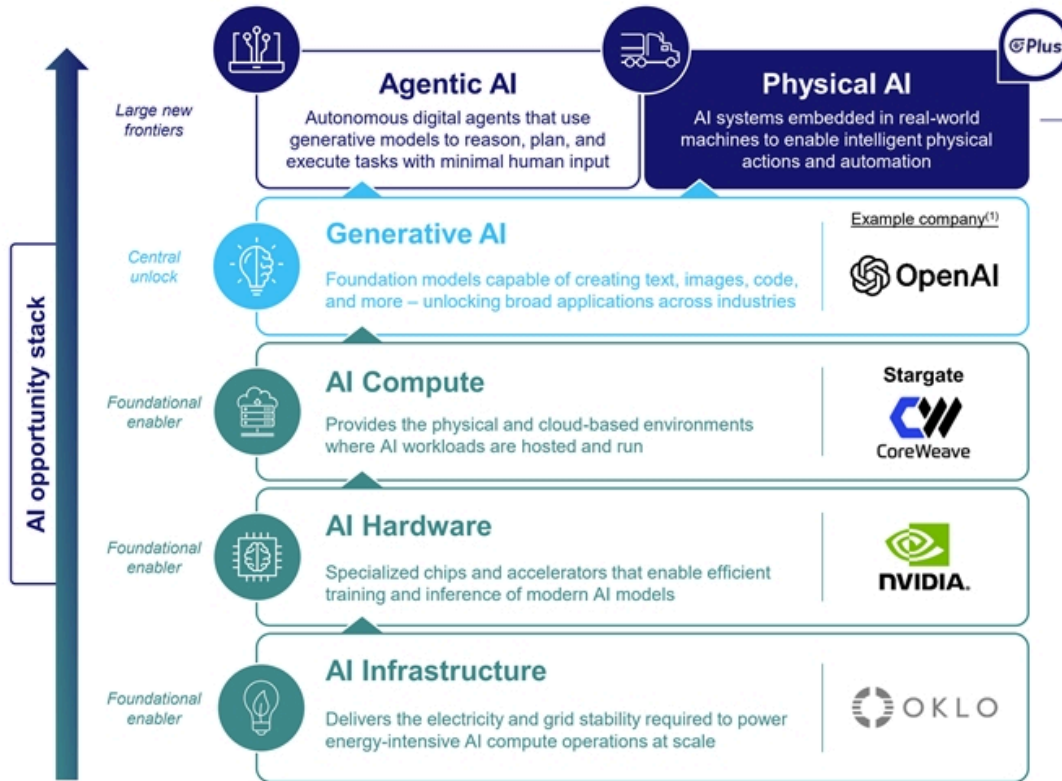 Plus
Large new
frontiers
Agentic AI
Autonomous digital agents that use
generative models to reason, plan, and
execute tasks with minimal human input
Physical AI
AI systems embedded in real-world
machines to enable intelligent physical
actions and automation
AI opportunity stack
Central
unlock
Generative AI
Foundation models capable of creating text, images, code,
and more – unlocking broad applications across industries
Example company(1)
OpenAI
Foundational
enabler
AI Compute
Provides the physical and cloud-based environments
where AI workloads are hosted and run
Stargate
CW
CoreWeave
Foundational
enabler
AI Hardware
Specialized chips and accelerators that enable efficient
training and inference of modern AI models
NVIDIA.
Foundational
enabler
AI Infrastructure
Delivers the electricity and grid stability required to power
energy-intensive AI compute operations at scale
OKLO